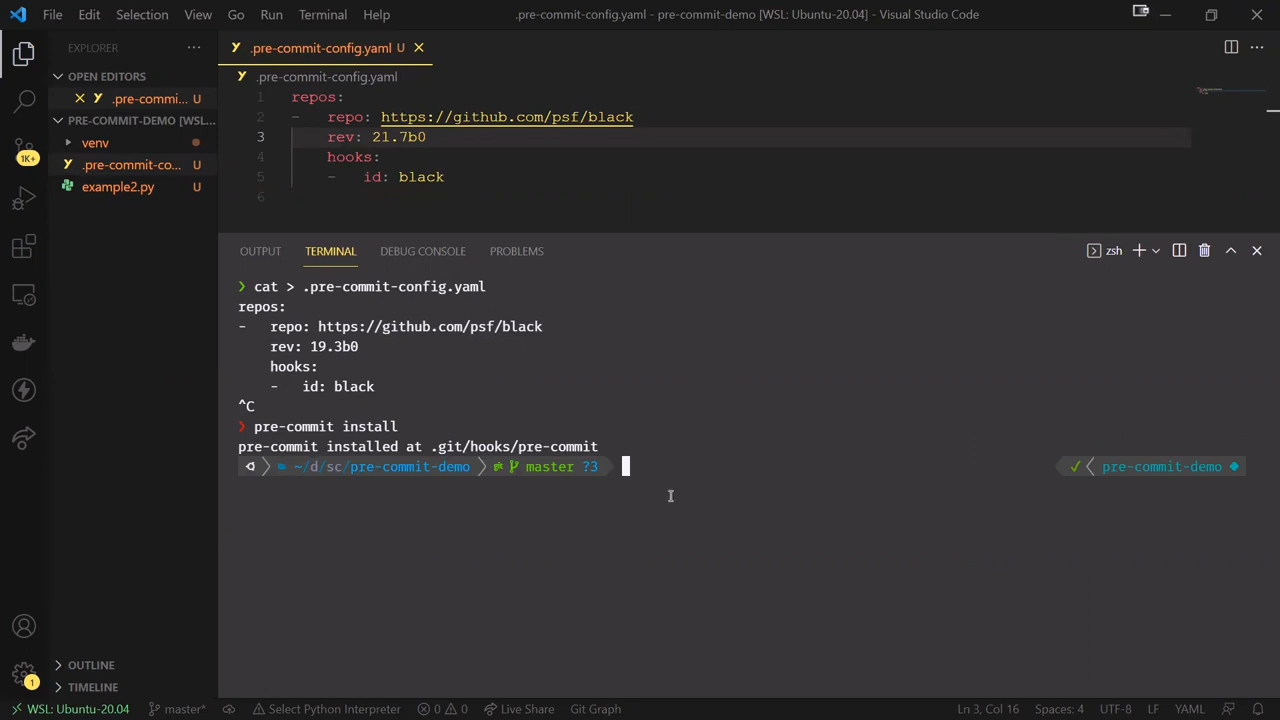 File Edit Selection View Go Run Terminal Help
.pre-commit-config.yaml - pre-commit-demo [WSL: Ubuntu-20.04] - Visual Studio Code
EXPLORER
OPEN EDITORS
.pre-commi... U
PRE-COMMIT-DEMO [WSL...
venv
.pre-commit-co... U
example2.py U
OUTLINE
TIMELINE
1K+
1
.pre-commit-config.yaml U
.pre-commit-config.yaml
1 repos:
2 - repo: https://github.com/psf/black
3 rev: 21.7b0
4 hooks:
5 - id: black
6
OUTPUT TERMINAL DEBUG CONSOLE PROBLEMS
zsh
❯ cat > .pre-commit-config.yaml
repos:
- repo: https://github.com/psf/black
rev: 19.3b0
hooks:
- id: black
^C
❯ pre-commit install
pre-commit installed at .git/hooks/pre-commit
~/d/sc/pre-commit-demo git master ?3
✓ pre-commit-demo
WSL: Ubuntu-20.04 master* Select Python Interpreter 0 0 Live Share Git Graph
Ln 3, Col 16 Spaces: 4 UTF-8 LF YAML